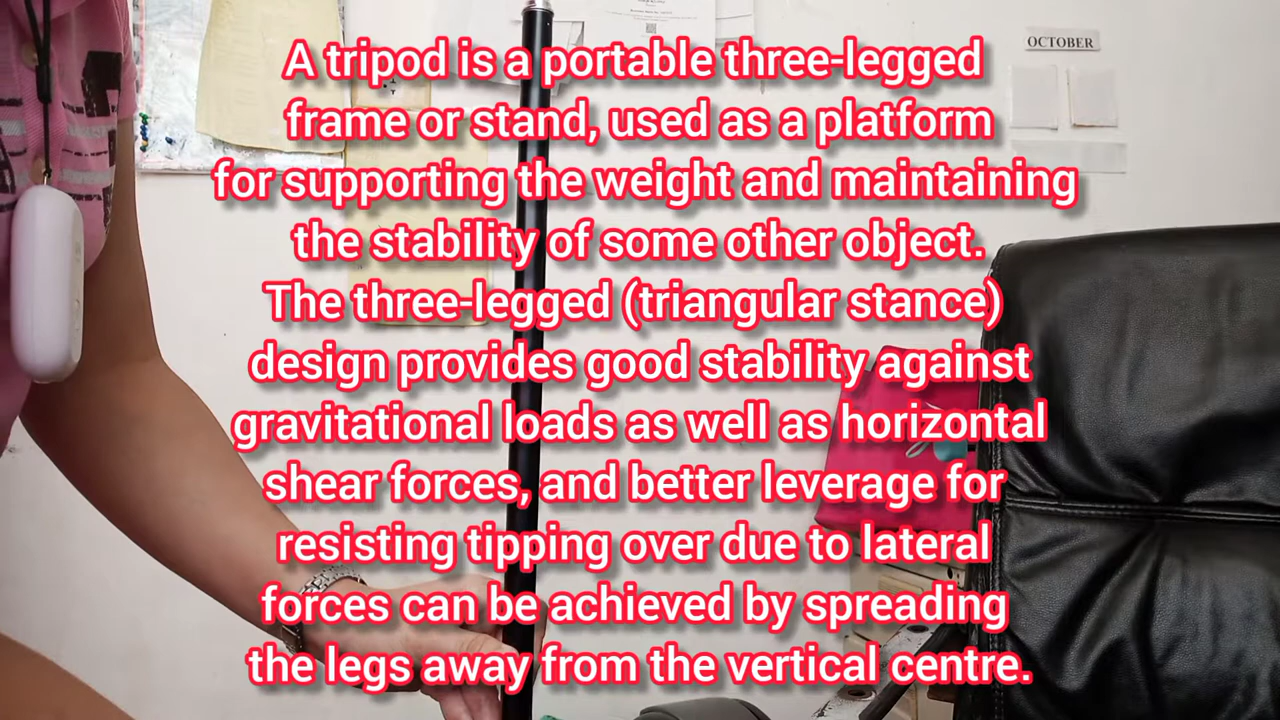 OCTOBER
A tripod is a portable three-legged
frame or stand, used as a platform
for supporting the weight and maintaining
the stability of some other object.
The three-legged (triangular stance)
design provides good stability against
gravitational loads as well as horizontal
shear forces, and better leverage for
resisting tipping over due to lateral
forces can be achieved by spreading
the legs away from the vertical centre.